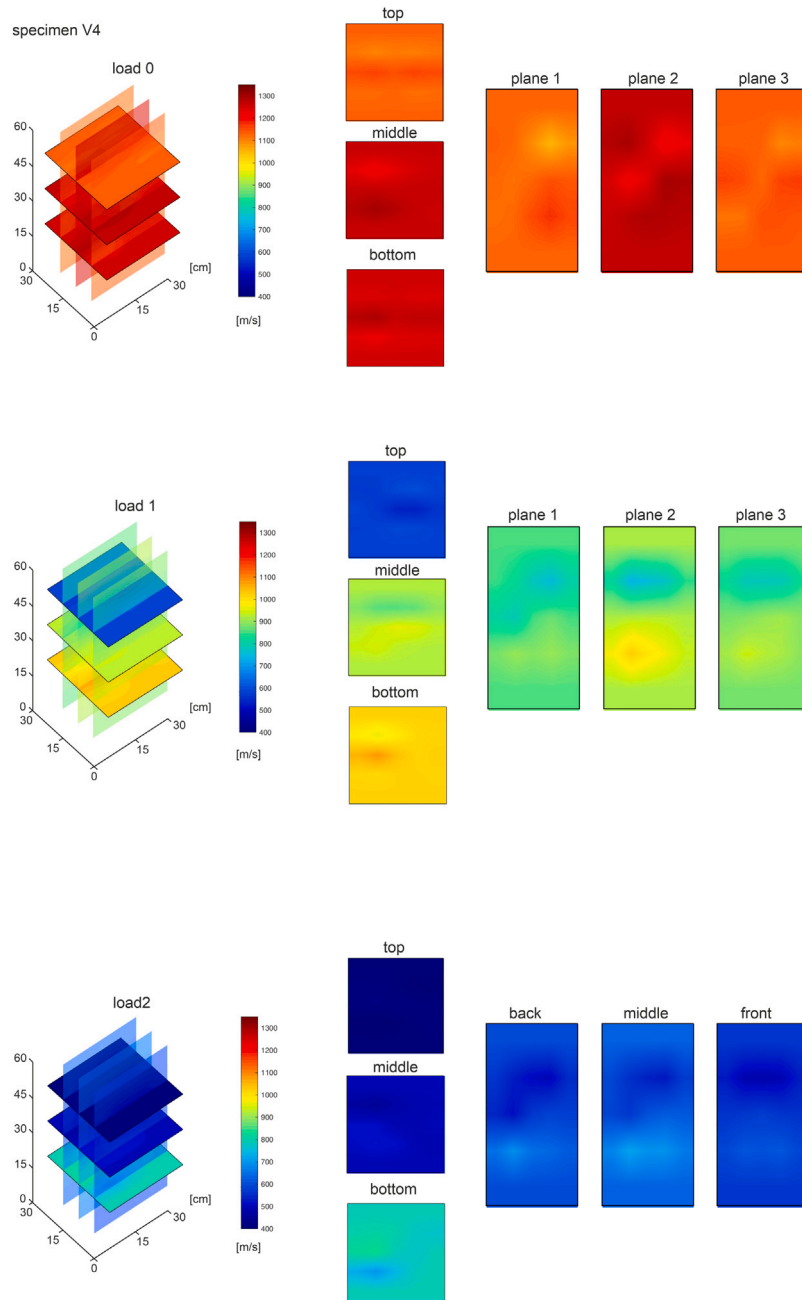 specimen V4
load 0
60
45
30
15
0
30
15
0
15
30
[cm]
1300
1200
1100
1000
900
800
700
600
500
400
[m/s]
top
middle
bottom
plane 1
plane 2
plane 3
load 1
60
45
30
15
0
30
15
0
15
30
[cm]
1300
1200
1100
1000
900
800
700
600
500
400
[m/s]
top
middle
bottom
plane 1
plane 2
plane 3
load2
60
45
30
15
0
30
15
0
15
30
[cm]
1300
1200
1100
1000
900
800
700
600
500
400
[m/s]
top
middle
bottom
back
middle
front